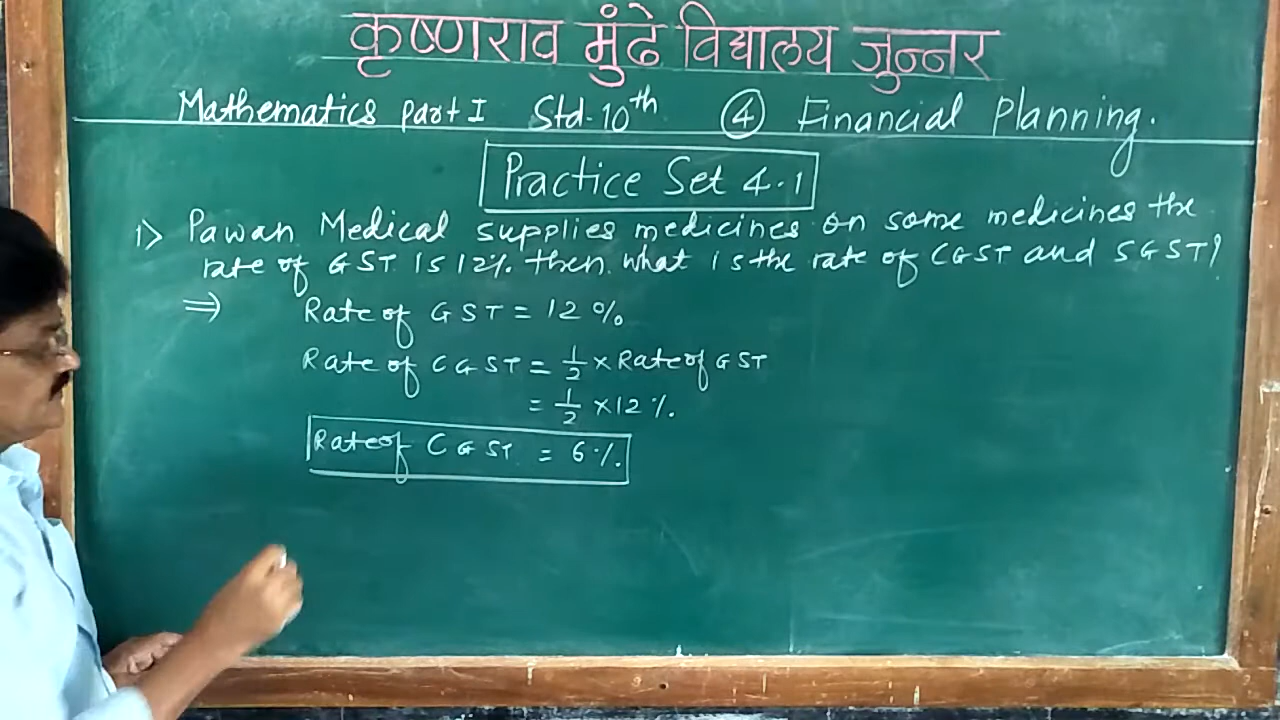 कृष्णराव मुंढे विद्यालय जुन्नर
Mathematics part I Std. 10th ④ Financial Planning.
Practice Set 4.1
1> Pawan Medical supplies medicines on some medicines the
rate of GST is 12%. then what is the rate of CGST and SGST?
⇒ Rate of GST = 12 %
Rate of CGST = 1/2 × Rate of GST
= 1/2 × 12 %.
Rate of CGST = 6 %.